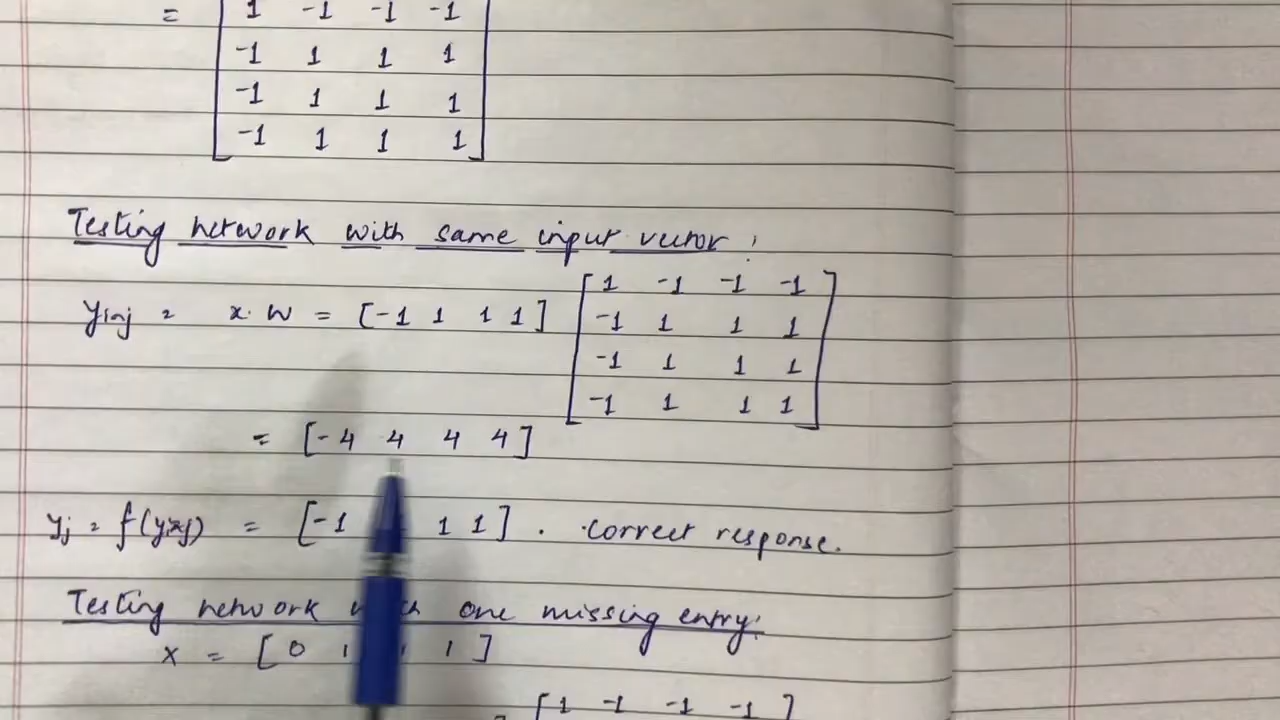 = 1 -1 -1 -1
-1 1 1 1
-1 1 1 1
-1 1 1 1
Testing network with same input vector :
1 -1 -1 -1
yinj = x. W = [-1 1 1 1] -1 1 1 1
-1 1 1 1
-1 1 1 1
= [-4 4 4 4]
yj = f(yinj) = [-1 1 1] . correct response.
Testing network with one missing entry:
x = [0 1 1 ]
= [1 -1 -1 -1]